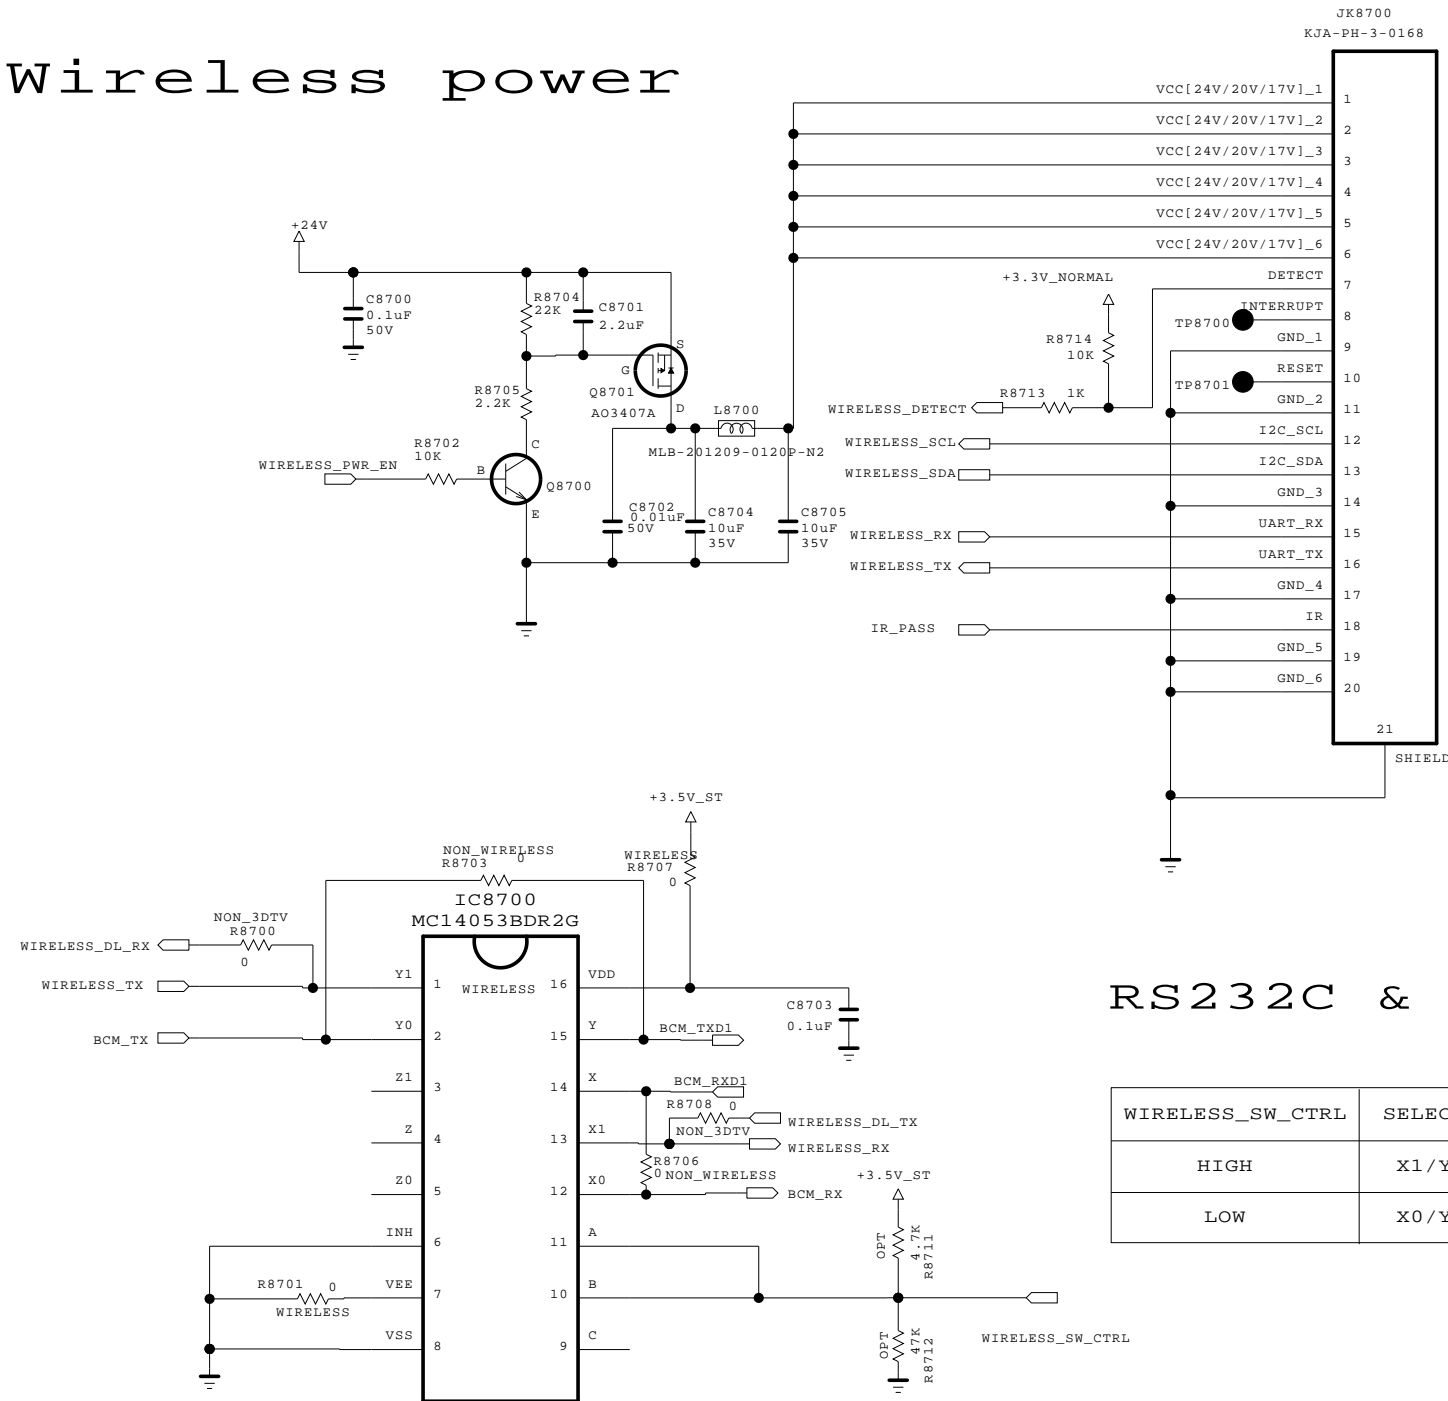 JK8700
KJA-PH-3-0168
Wireless power
VCC[24V/20V/17V]_1
1
VCC[24V/20V/17V]_2
2
VCC[24V/20V/17V]_3
3
VCC[24V/20V/17V]_4
4
VCC[24V/20V/17V]_5
5
VCC[24V/20V/17V]_6
6
DETECT
7
INTERRUPT
8
TP8700
GND_1
9
RESET
10
TP8701
GND_2
11
I2C_SCL
12
I2C_SDA
13
GND_3
14
UART_RX
15
UART_TX
16
GND_4
17
IR
18
GND_5
19
GND_6
20
21
SHIELD
+3.3V_NORMAL
R8714
10K
R8713 1K
WIRELESS_DETECT
WIRELESS_SCL
WIRELESS_SDA
WIRELESS_RX
WIRELESS_TX
IR_PASS
+24V
C8700
0.1uF
50V
R8704
22K
C8701
2.2uF
S
G
Q8701
AO3407A
D
R8705
2.2K
L8700
MLB-201209-0120P-N2
R8702
10K
WIRELESS_PWR_EN
B
C
Q8700
E
C8702
0.01uF
50V
C8704
10uF
35V
C8705
10uF
35V
+3.5V_ST
NON_WIRELESS
R8703 0
WIRELESS
R8707
0
IC8700
MC14053BDR2G
NON_3DTV
R8700
0
WIRELESS_DL_RX
WIRELESS_TX
BCM_TX
Y1
1
WIRELESS
16
VDD
C8703
0.1uF
Y0
2
15
Y
BCM_TXD1
Z1
3
14
X
BCM_RXD1
R8708 0
WIRELESS_DL_TX
NON_3DTV
Z
4
13
X1
WIRELESS_RX
R8706
0 NON_WIRELESS
Z0
5
12
X0
BCM_RX
+3.5V_ST
INH
6
11
A
OPT
4.7K
R8711
R8701 0
WIRELESS
VEE
7
10
B
VSS
8
9
C
OPT
47K
R8712
WIRELESS_SW_CTRL
RS232C &
WIRELESS_SW_CTRL SELEC
HIGH X1/Y
LOW X0/Y